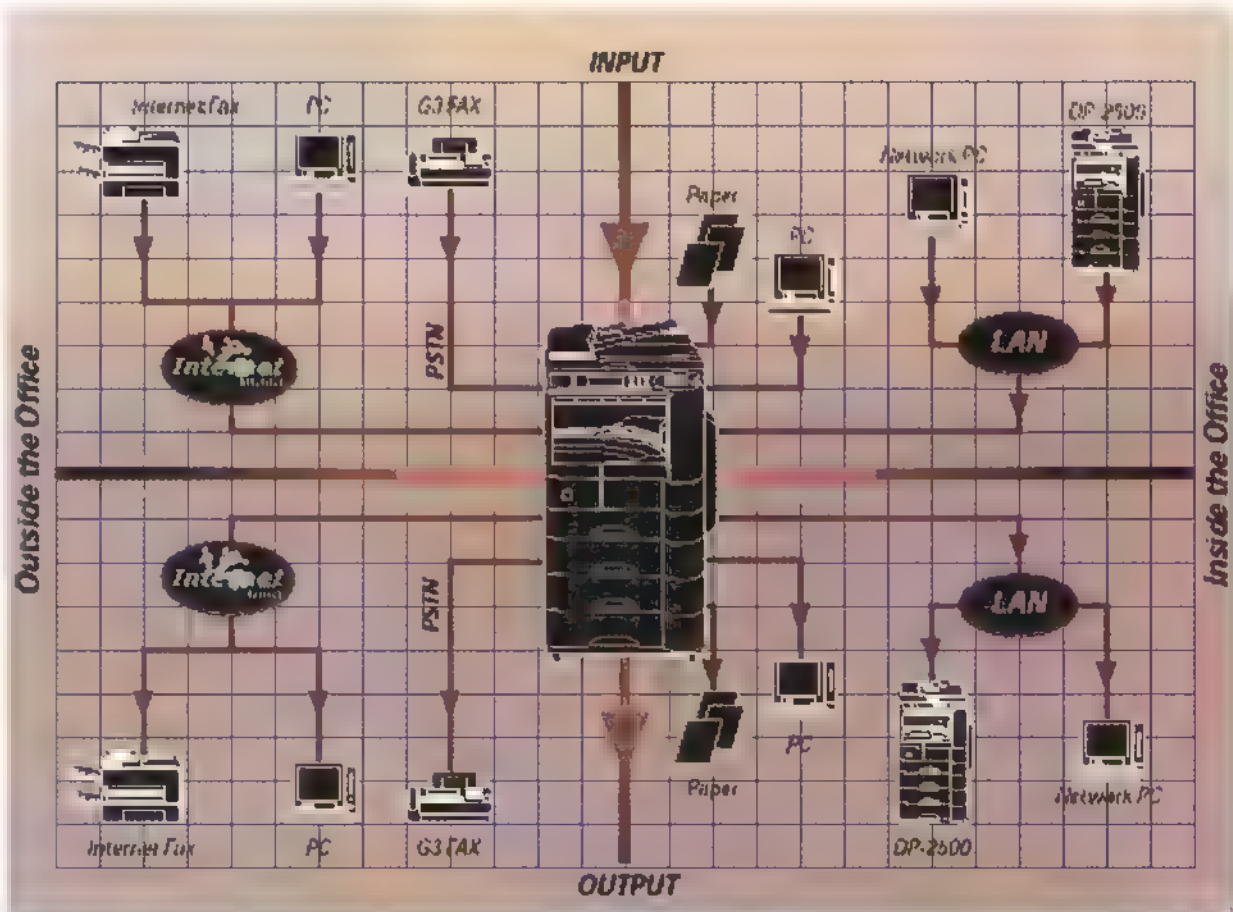 INPUT
Internet Fax
PC
G3 FAX
DP-2500
Network PC
Paper
PC
PSTN
Internet
LAN
Outside the Office
Inside the Office
Internet
PSTN
LAN
Paper
PC
Internet Fax
PC
G3 FAX
DP-2500
Network PC
OUTPUT